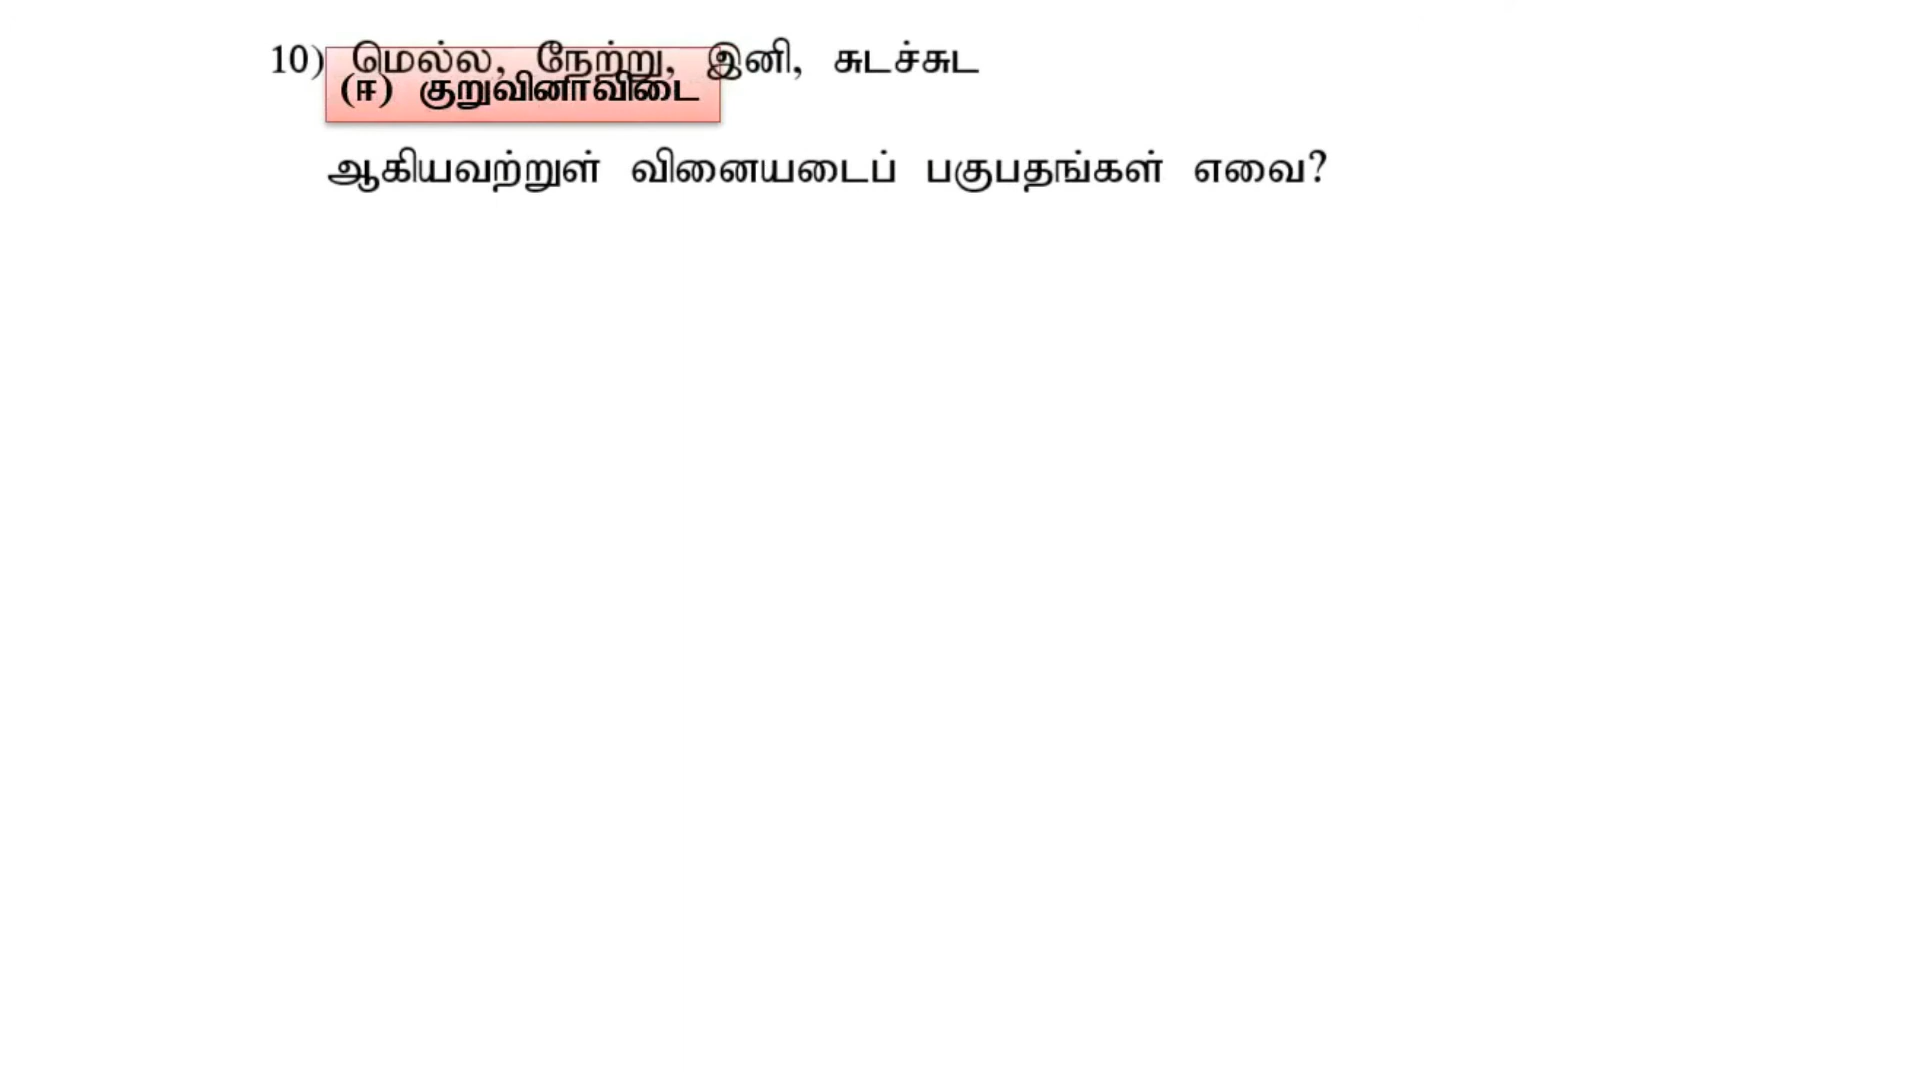 10) மெல்ல, நேற்று, இனி, சுடச்சுட
(ஈ) குறுவினாவிடை
ஆகியவற்றுள் வினையடைப் பகுபதங்கள் எவை?